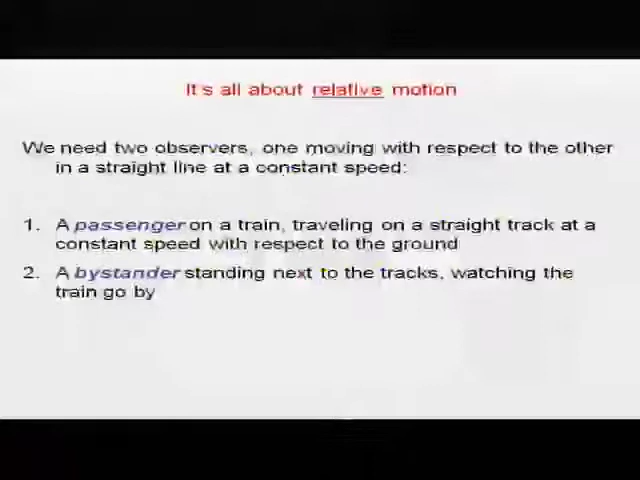 It's all about relative motion
We need two observers, one moving with respect to the other
in a straight line at a constant speed:
1. A passenger on a train, traveling on a straight track at a
constant speed with respect to the ground
2. A bystander standing next to the tracks, watching the
train go by